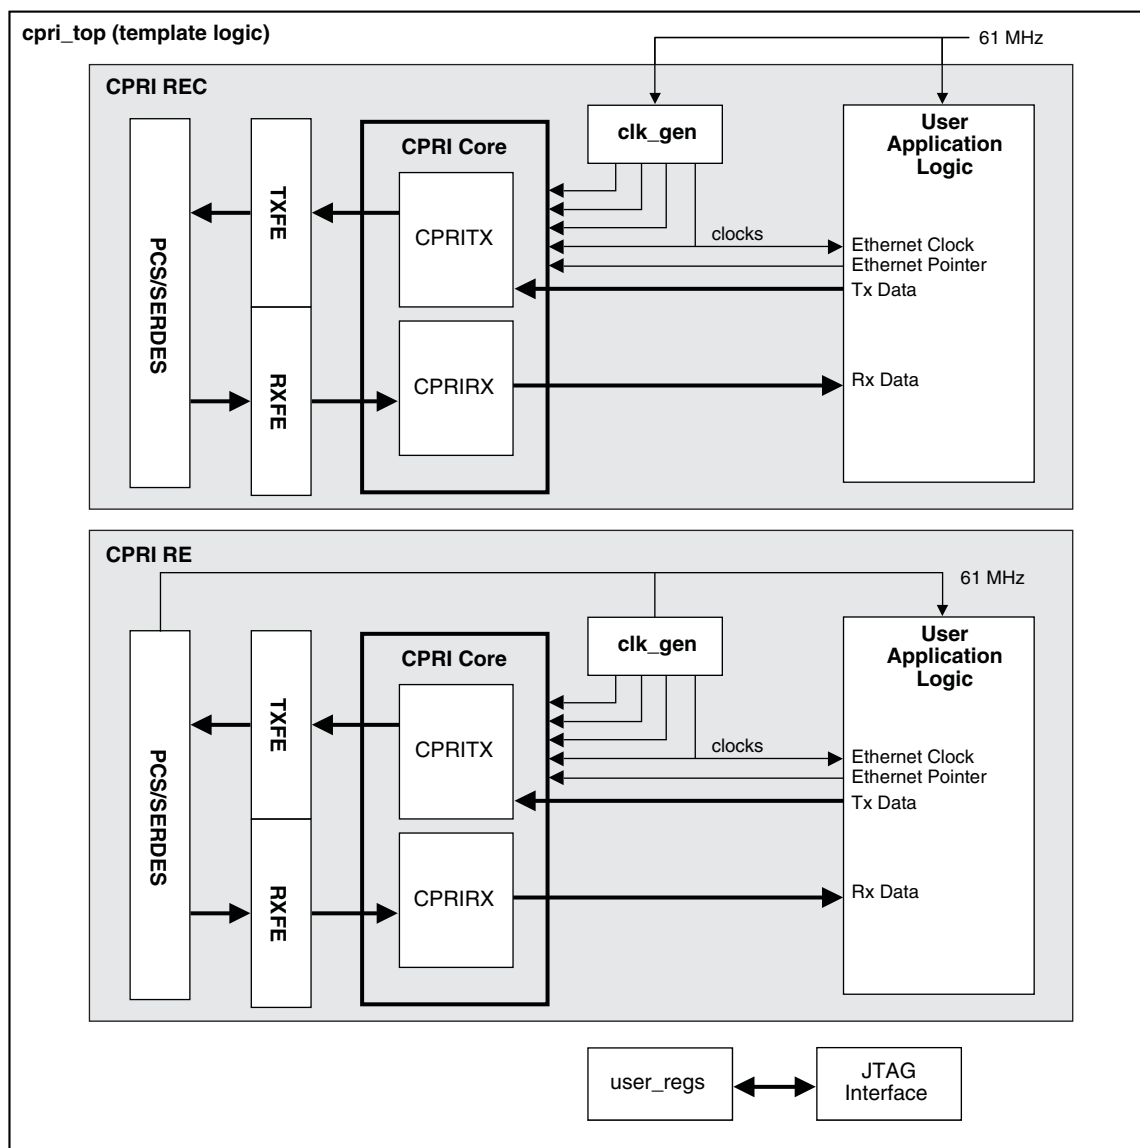 cpri_top (template logic)
61 MHz
CPRI REC
PCS/SERDES
TXFE
RXFE
CPRI Core
CPRITX
CPRIRX
clk_gen
clocks
User
Application
Logic
Ethernet Clock
Ethernet Pointer
Tx Data
Rx Data
CPRI RE
61 MHz
PCS/SERDES
TXFE
RXFE
CPRI Core
CPRITX
CPRIRX
clk_gen
clocks
User
Application
Logic
Ethernet Clock
Ethernet Pointer
Tx Data
Rx Data
user_regs
JTAG
Interface